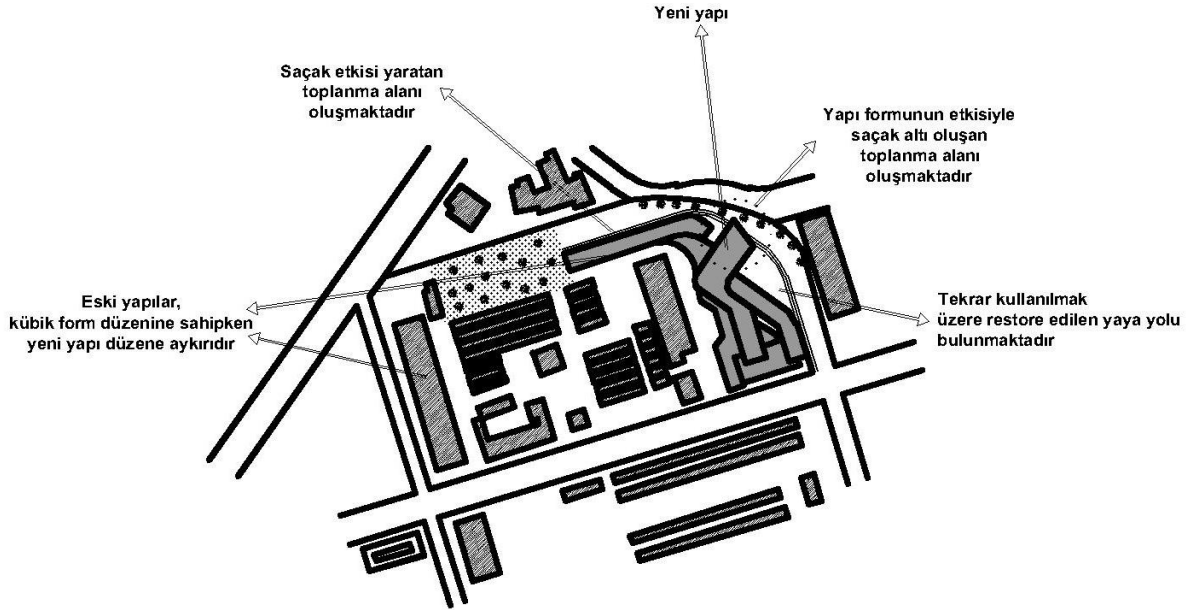 Yeni yapı
Saçak etkisi yaratan
toplanma alanı
oluşmaktadır
Yapı formunun etkisiyle
saçak altı oluşan
toplanma alanı
oluşmaktadır
Eski yapılar,
kübik form düzenine sahipken
yeni yapı düzene aykırıdır
Tekrar kullanılmak
üzere restore edilen yaya yolu
bulunmaktadır